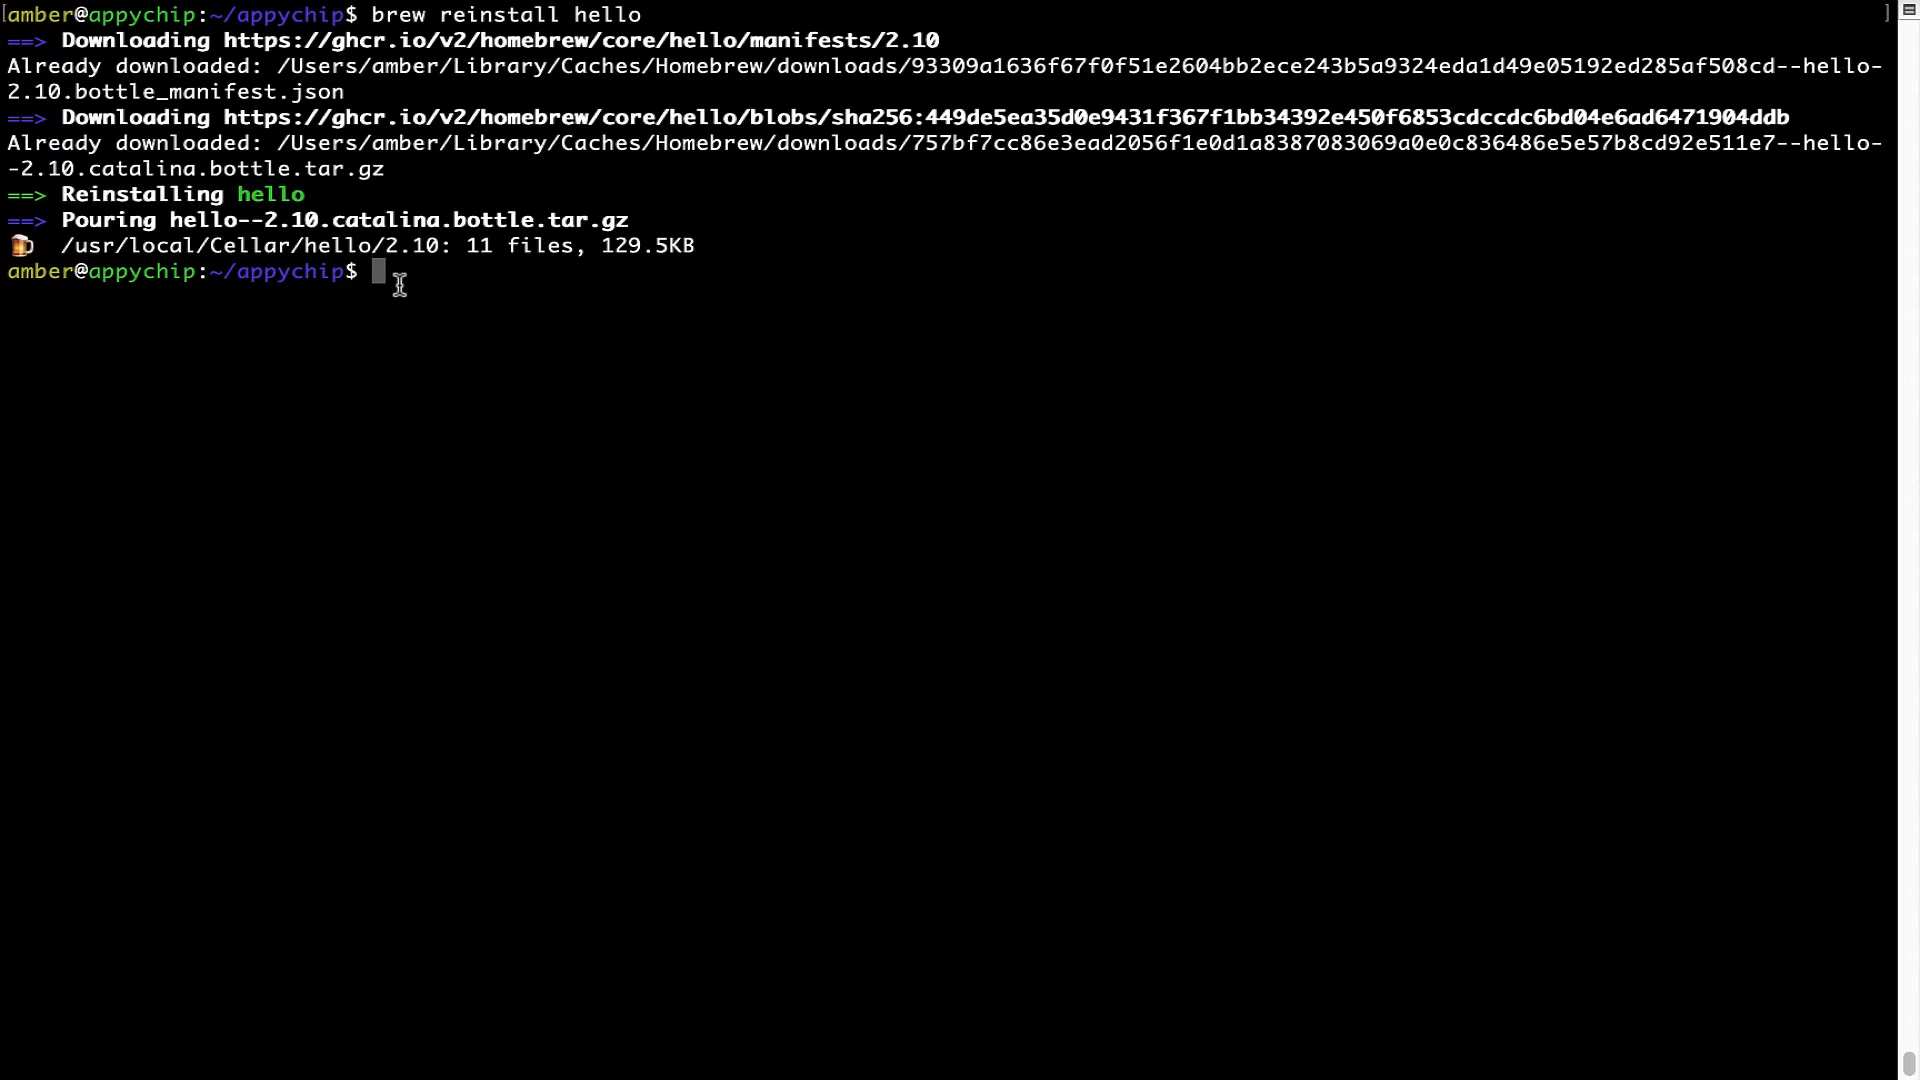 amber@appychip:~/appychip$ brew reinstall hello
==> Downloading https://ghcr.io/v2/homebrew/core/hello/manifests/2.10
Already downloaded: /Users/amber/Library/Caches/Homebrew/downloads/93309a1636f67f0f51e2604bb2ece243b5a9324eda1d49e05192ed285af508cd--hello-
2.10.bottle_manifest.json
==> Downloading https://ghcr.io/v2/homebrew/core/hello/blobs/sha256:449de5ea35d0e9431f367f1bb34392e450f6853cdccdc6bd04e6ad6471904ddb
Already downloaded: /Users/amber/Library/Caches/Homebrew/downloads/757bf7cc86e3ead2056f1e0d1a8387083069a0e0c836486e5e57b8cd92e511e7--hello-
-2.10.catalina.bottle.tar.gz
==> Reinstalling hello
==> Pouring hello--2.10.catalina.bottle.tar.gz
🍺 /usr/local/Cellar/hello/2.10: 11 files, 129.5KB
amber@appychip:~/appychip$